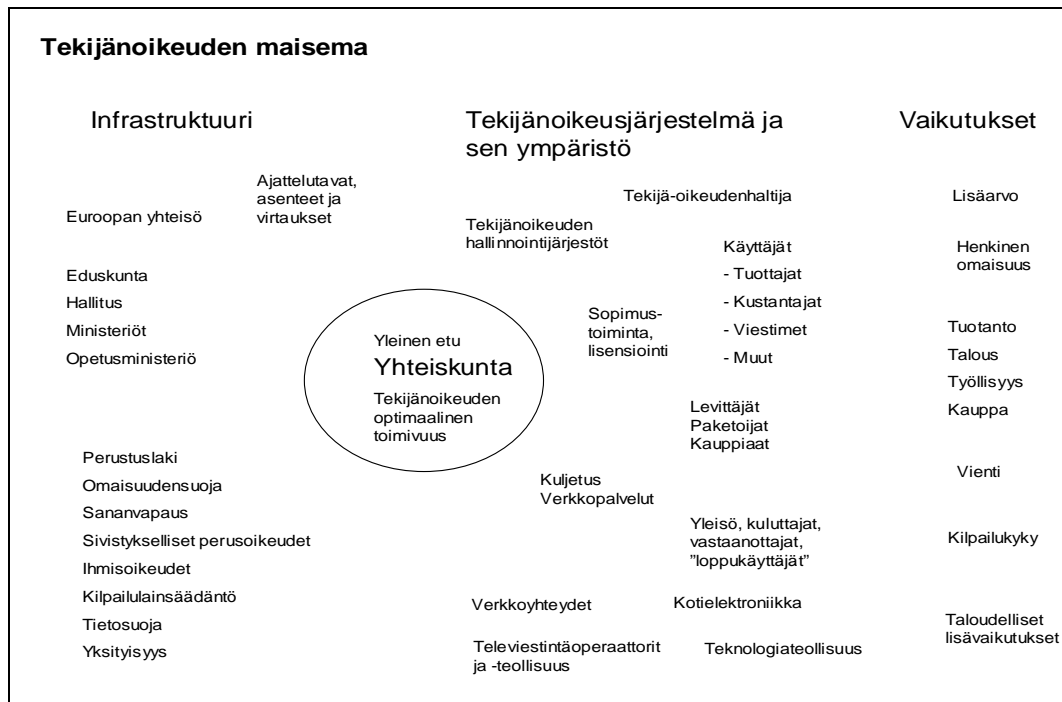 Tekijänoikeuden maisema
Infrastruktuuri
Ajattelutavat,
asenteet ja
virtaukset
Euroopan yhteisö
Eduskunta
Hallitus
Ministeriöt
Opetusministeriö
Yleinen etu
Yhteiskunta
Tekijänoikeuden
optimaalinen
toimivuus
Perustuslaki
Omaisuudensuoja
Sananvapaus
Sivistykselliset perusoikeudet
Ihmisoikeudet
Kilpailulainsäädäntö
Tietosuoja
Yksityisyys
Tekijänoikeusjärjestelmä ja
sen ympäristö
Tekijä-oikeudenhaltija
Tekijänoikeuden
hallinnointijärjestöt
Käyttäjät
- Tuottajat
- Kustantajat
- Viestimet
- Muut
Sopimus-
toiminta,
lisensiointi
Levittäjät
Paketoijat
Kauppiaat
Kuljetus
Verkkopalvelut
Yleisö, kuluttajat,
vastaanottajat,
”loppukäyttäjät”
Verkkoyhteydet
Kotielektroniikka
Televiestintäoperaattorit
ja -teollisuus
Teknologiateollisuus
Vaikutukset
Lisäarvo
Henkinen
omaisuus
Tuotanto
Talous
Työllisyys
Kauppa
Vienti
Kilpailukyky
Taloudelliset
lisävaikutukset